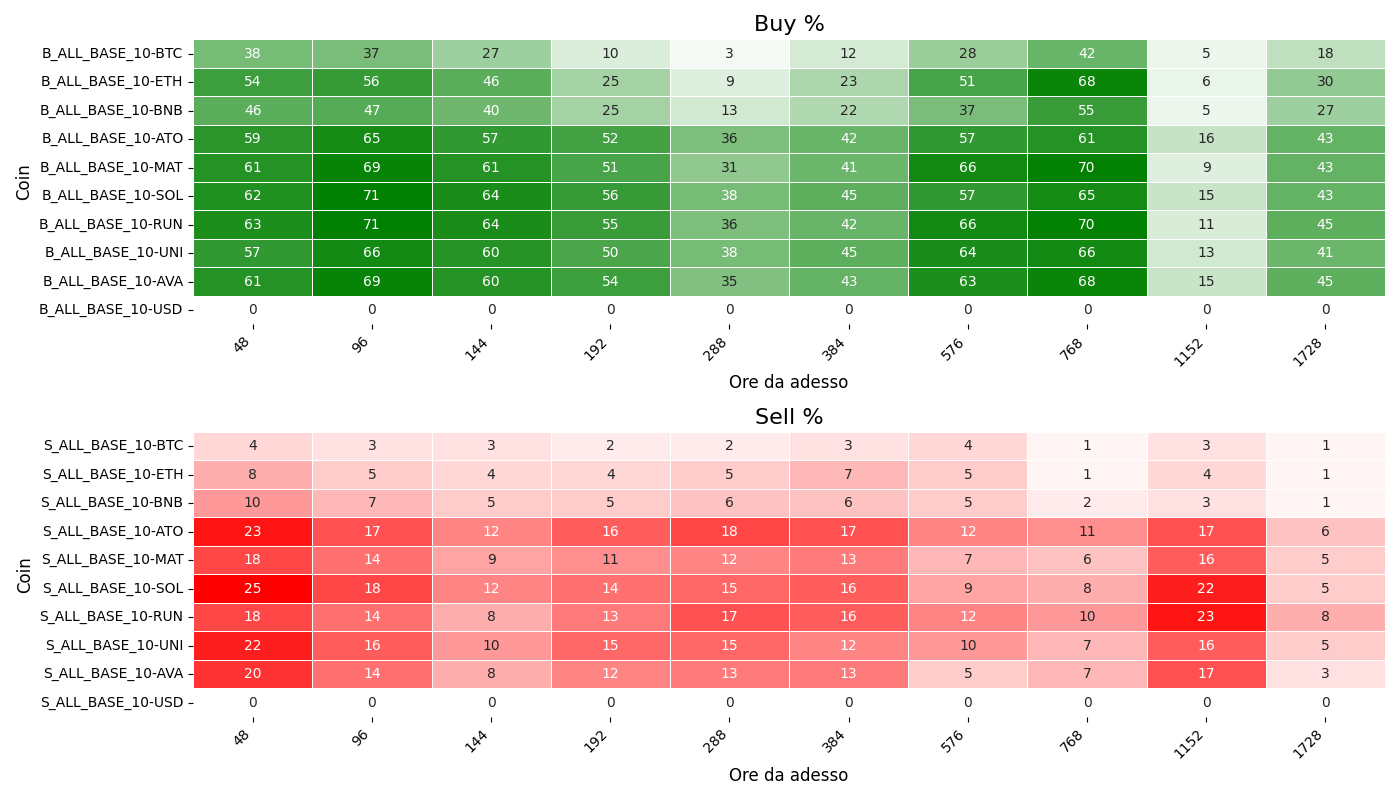 Buy %
Coin
B_ALL_BASE_10-BTC 38 37 27 10 3 12 28 42 5 18
B_ALL_BASE_10-ETH 54 56 46 25 9 23 51 68 6 30
B_ALL_BASE_10-BNB 46 47 40 25 13 22 37 55 5 27
B_ALL_BASE_10-ATO 59 65 57 52 36 42 57 61 16 43
B_ALL_BASE_10-MAT 61 69 61 51 31 41 66 70 9 43
B_ALL_BASE_10-SOL 62 71 64 56 38 45 57 65 15 43
B_ALL_BASE_10-RUN 63 71 64 55 36 42 66 70 11 45
B_ALL_BASE_10-UNI 57 66 60 50 38 45 64 66 13 41
B_ALL_BASE_10-AVA 61 69 60 54 35 43 63 68 15 45
B_ALL_BASE_10-USD 0 0 0 0 0 0 0 0 0 0
48 96 144 192 288 384 576 768 1152 1728
Ore da adesso
Sell %
Coin
S_ALL_BASE_10-BTC 4 3 3 2 2 3 4 1 3 1
S_ALL_BASE_10-ETH 8 5 4 4 5 7 5 1 4 1
S_ALL_BASE_10-BNB 10 7 5 5 6 6 5 2 3 1
S_ALL_BASE_10-ATO 23 17 12 16 18 17 12 11 17 6
S_ALL_BASE_10-MAT 18 14 9 11 12 13 7 6 16 5
S_ALL_BASE_10-SOL 25 18 12 14 15 16 9 8 22 5
S_ALL_BASE_10-RUN 18 14 8 13 17 16 12 10 23 8
S_ALL_BASE_10-UNI 22 16 10 15 15 12 10 7 16 5
S_ALL_BASE_10-AVA 20 14 8 12 13 13 5 7 17 3
S_ALL_BASE_10-USD 0 0 0 0 0 0 0 0 0 0
48 96 144 192 288 384 576 768 1152 1728
Ore da adesso